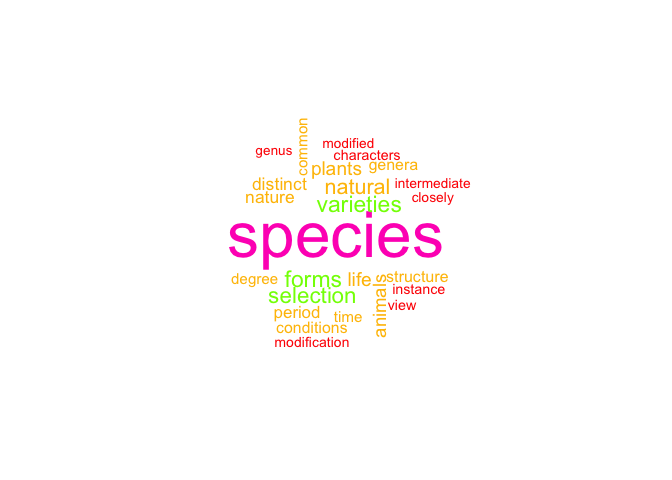 common
modified
genus
characters
plants genera
distinct natural intermediate
nature varieties closely
species
degree forms life structure
selection animals instance
period time view
conditions
modification